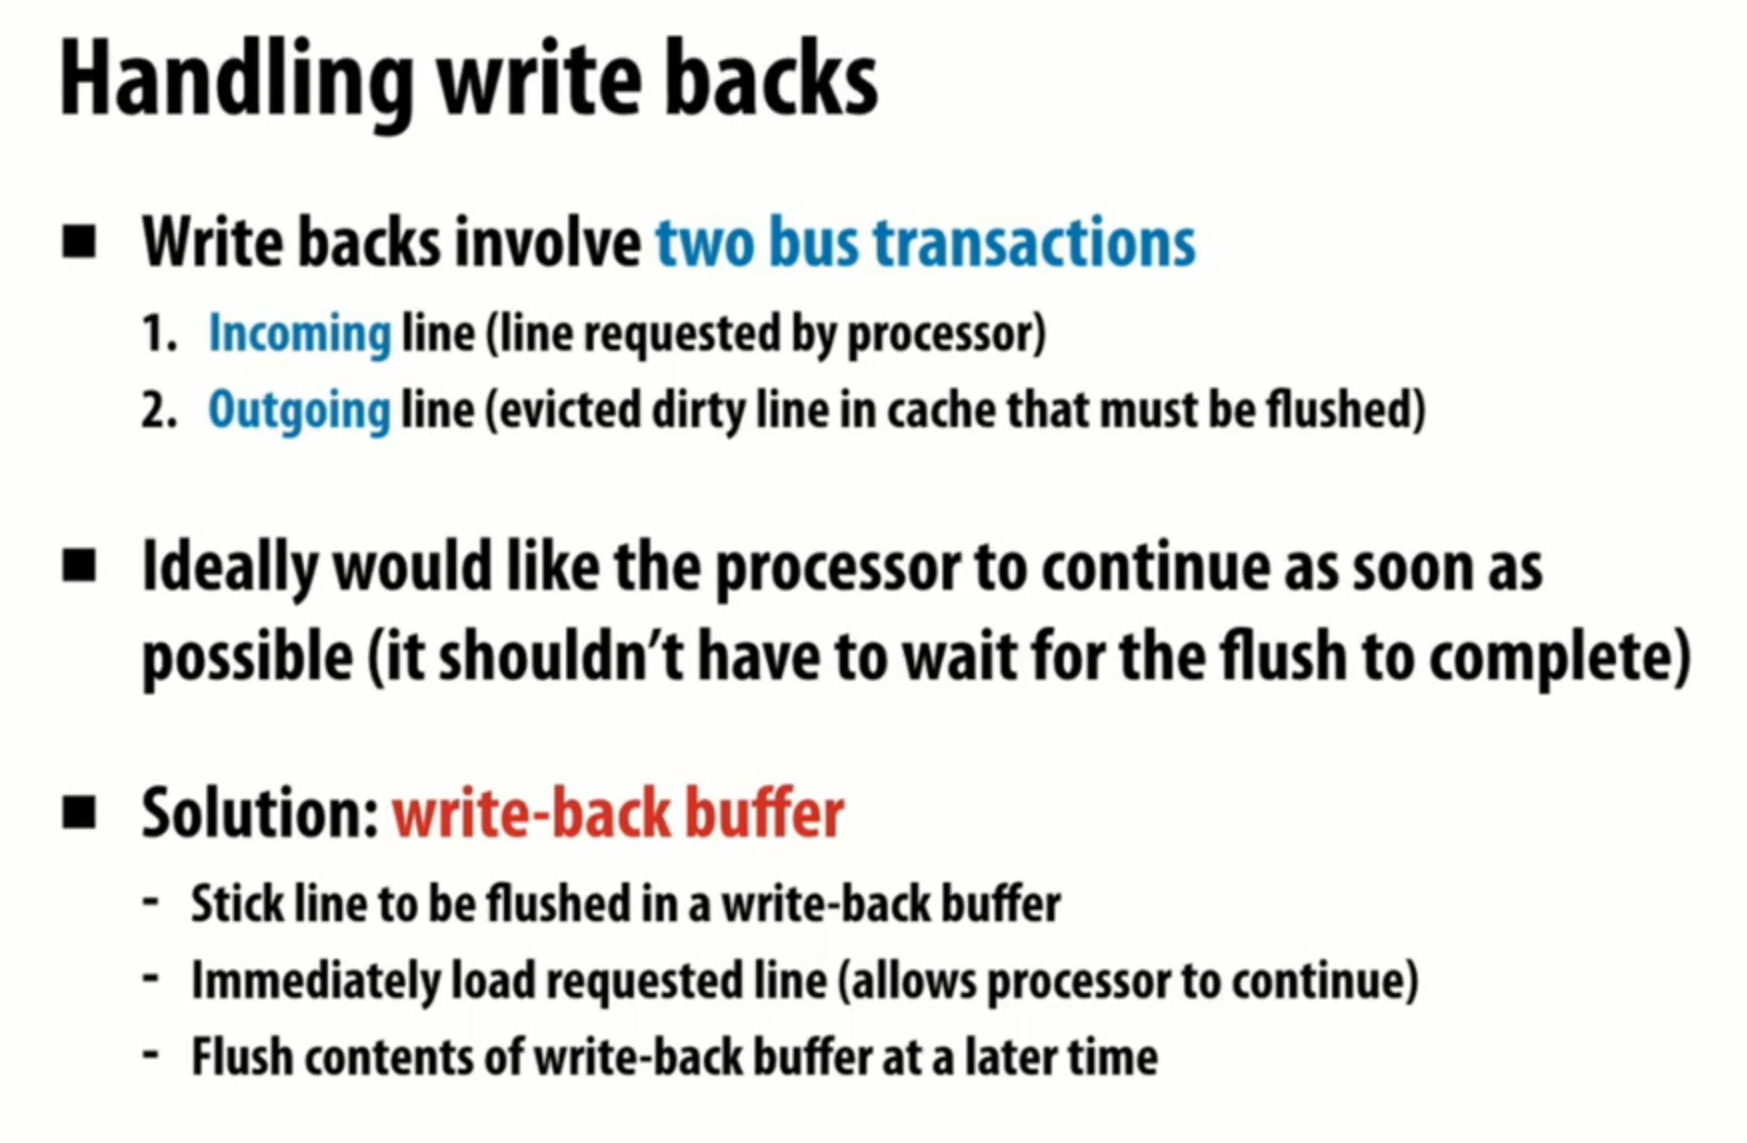 Handling write backs
■ Write backs involve two bus transactions
1. Incoming line (line requested by processor)
2. Outgoing line (evicted dirty line in cache that must be flushed)
■ Ideally would like the processor to continue as soon as
possible (it shouldn’t have to wait for the flush to complete)
■ Solution: write-back buffer
- Stick line to be flushed in a write-back buffer
- Immediately load requested line (allows processor to continue)
- Flush contents of write-back buffer at a later time